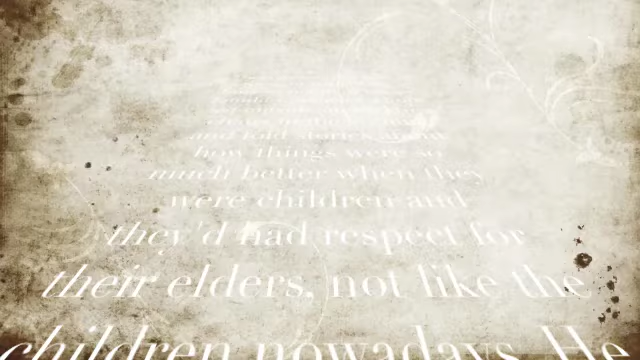 and told stories about
how things were so
much better when they
were children and
they'd had respect for
their elders, not like the
children nowadays. He